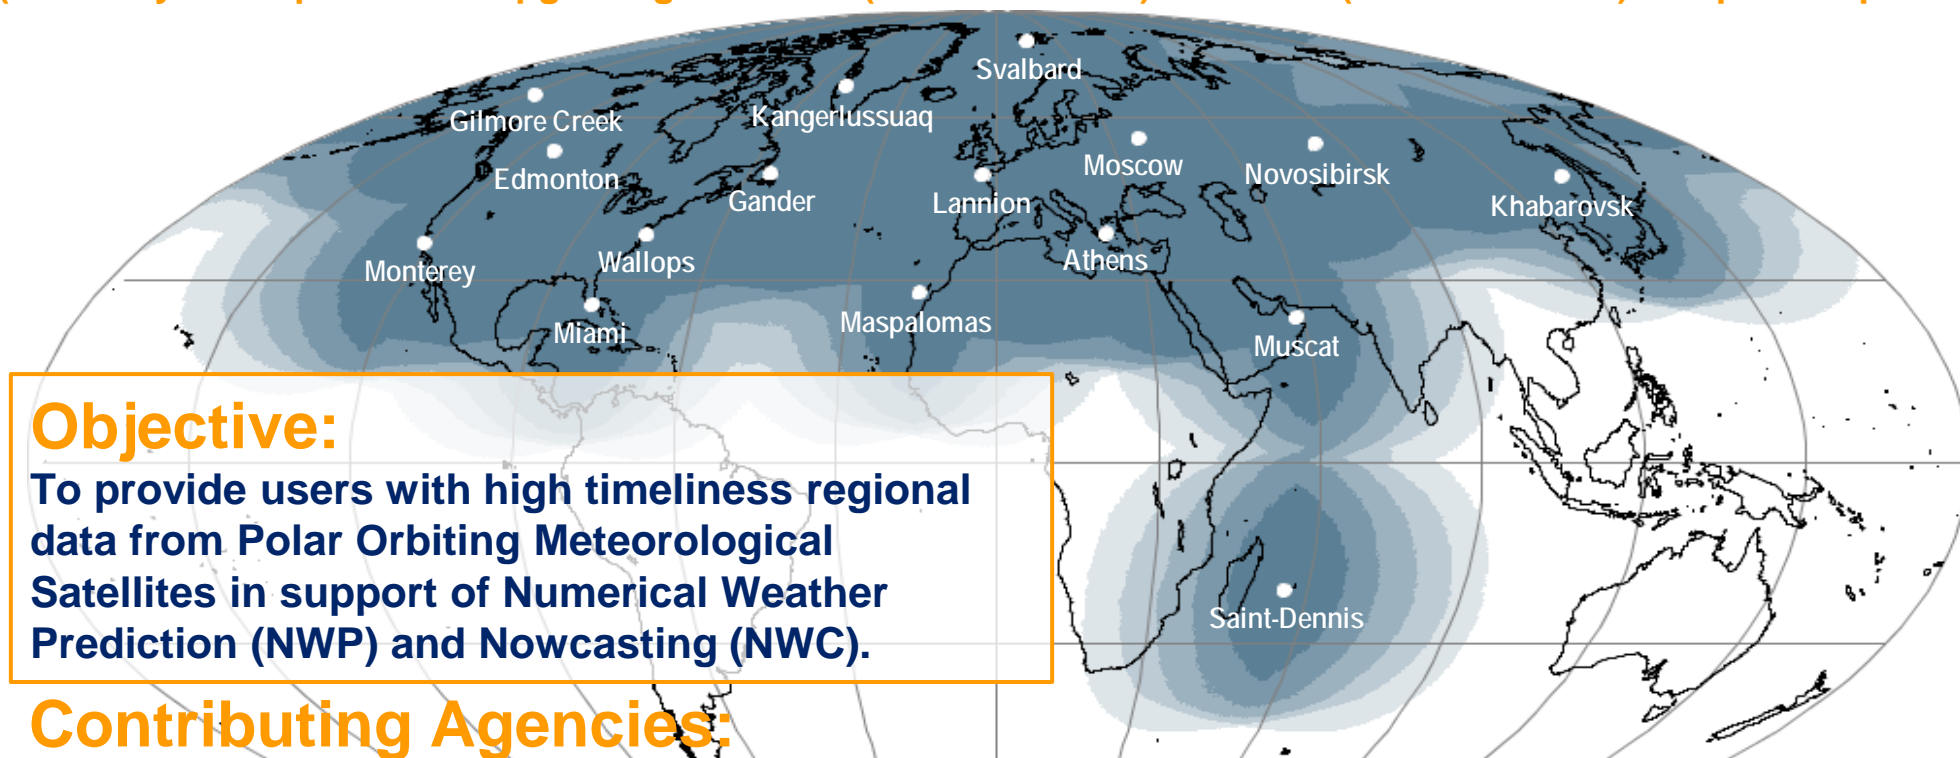 Svalbard
Gilmore Creek
Kangerlussuaq
Edmonton
Moscow
Novosibirsk
Gander
Lannion
Khabarovsk
Monterey
Wallops
Athens
Miami
Maspalomas
Muscat
Objective:
To provide users with high timeliness regional
data from Polar Orbiting Meteorological
Satellites in support of Numerical Weather
Prediction (NWP) and Nowcasting (NWC).
Saint-Dennis
Contributing Agencies: